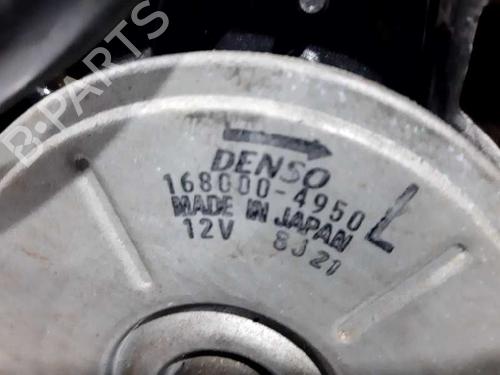 B-PARTS
DENSO
168000-4950 L
MADE IN JAPAN
12V 8J21